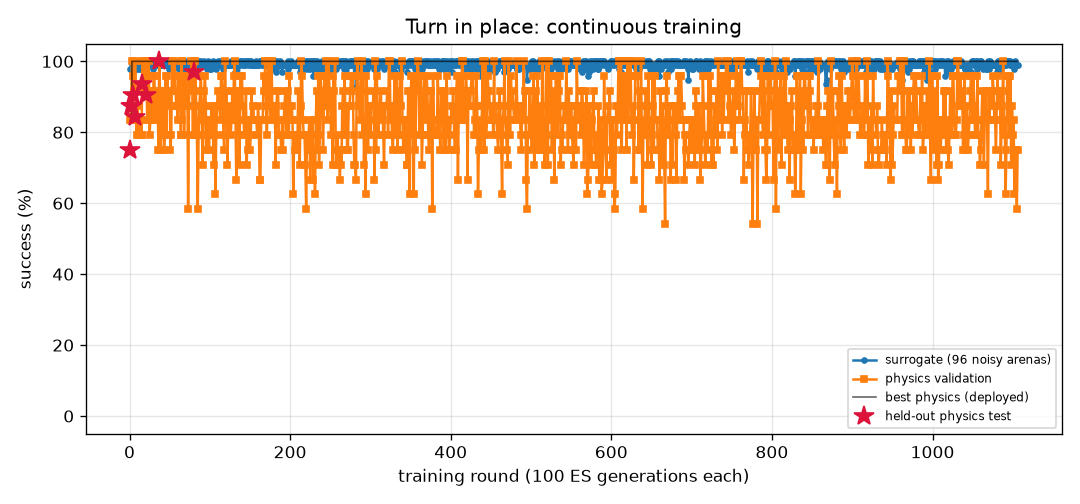 Turn in place: continuous training
success (%)
100
80
60
40
20
0
0 200 400 600 800 1000
training round (100 ES generations each)
surrogate (96 noisy arenas)
physics validation
best physics (deployed)
held-out physics test